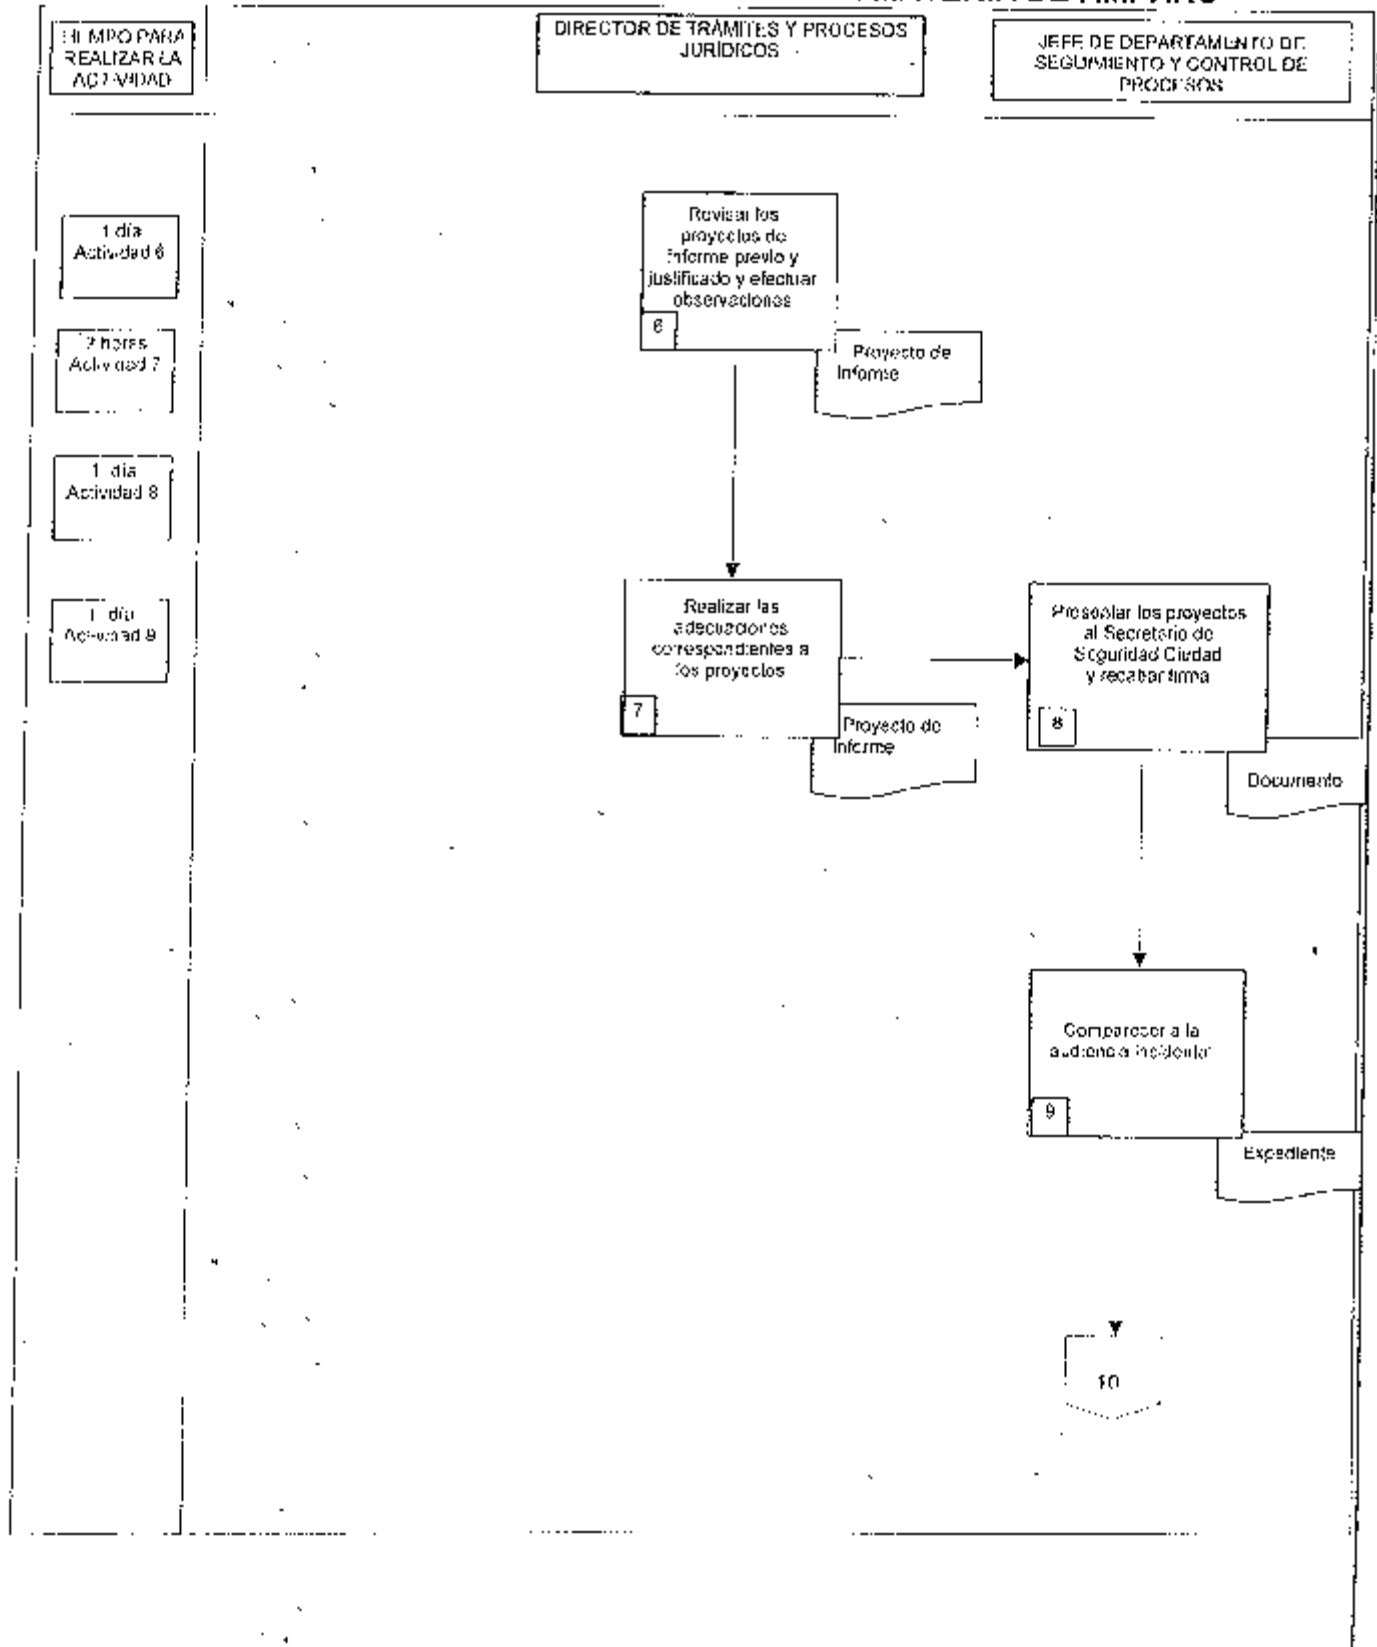 TIEMPO PARA
REALIZAR LA
ACTIVIDAD
DIRECTOR DE TRÁMITES Y PROCESOS
JURÍDICOS
JEFE DE DEPARTAMENTO DE
SEGUIMIENTO Y CONTROL DE
PROCESOS
1 día
Actividad 6
2 horas
Actividad 7
1 día
Actividad 8
1 día
Actividad 9
Revisar los
proyectos de
informe previo y
justificado y efectuar
observaciones
6
Proyecto de
Informe
Realizar las
adecuaciones
correspondientes a
los proyectos
7
Proyecto de
Informe
Presentar los proyectos
al Secretario de
Seguridad Ciudad
y recabar firma
8
Documento
Comparecer a la
audiencia incidental
9
Expediente
10